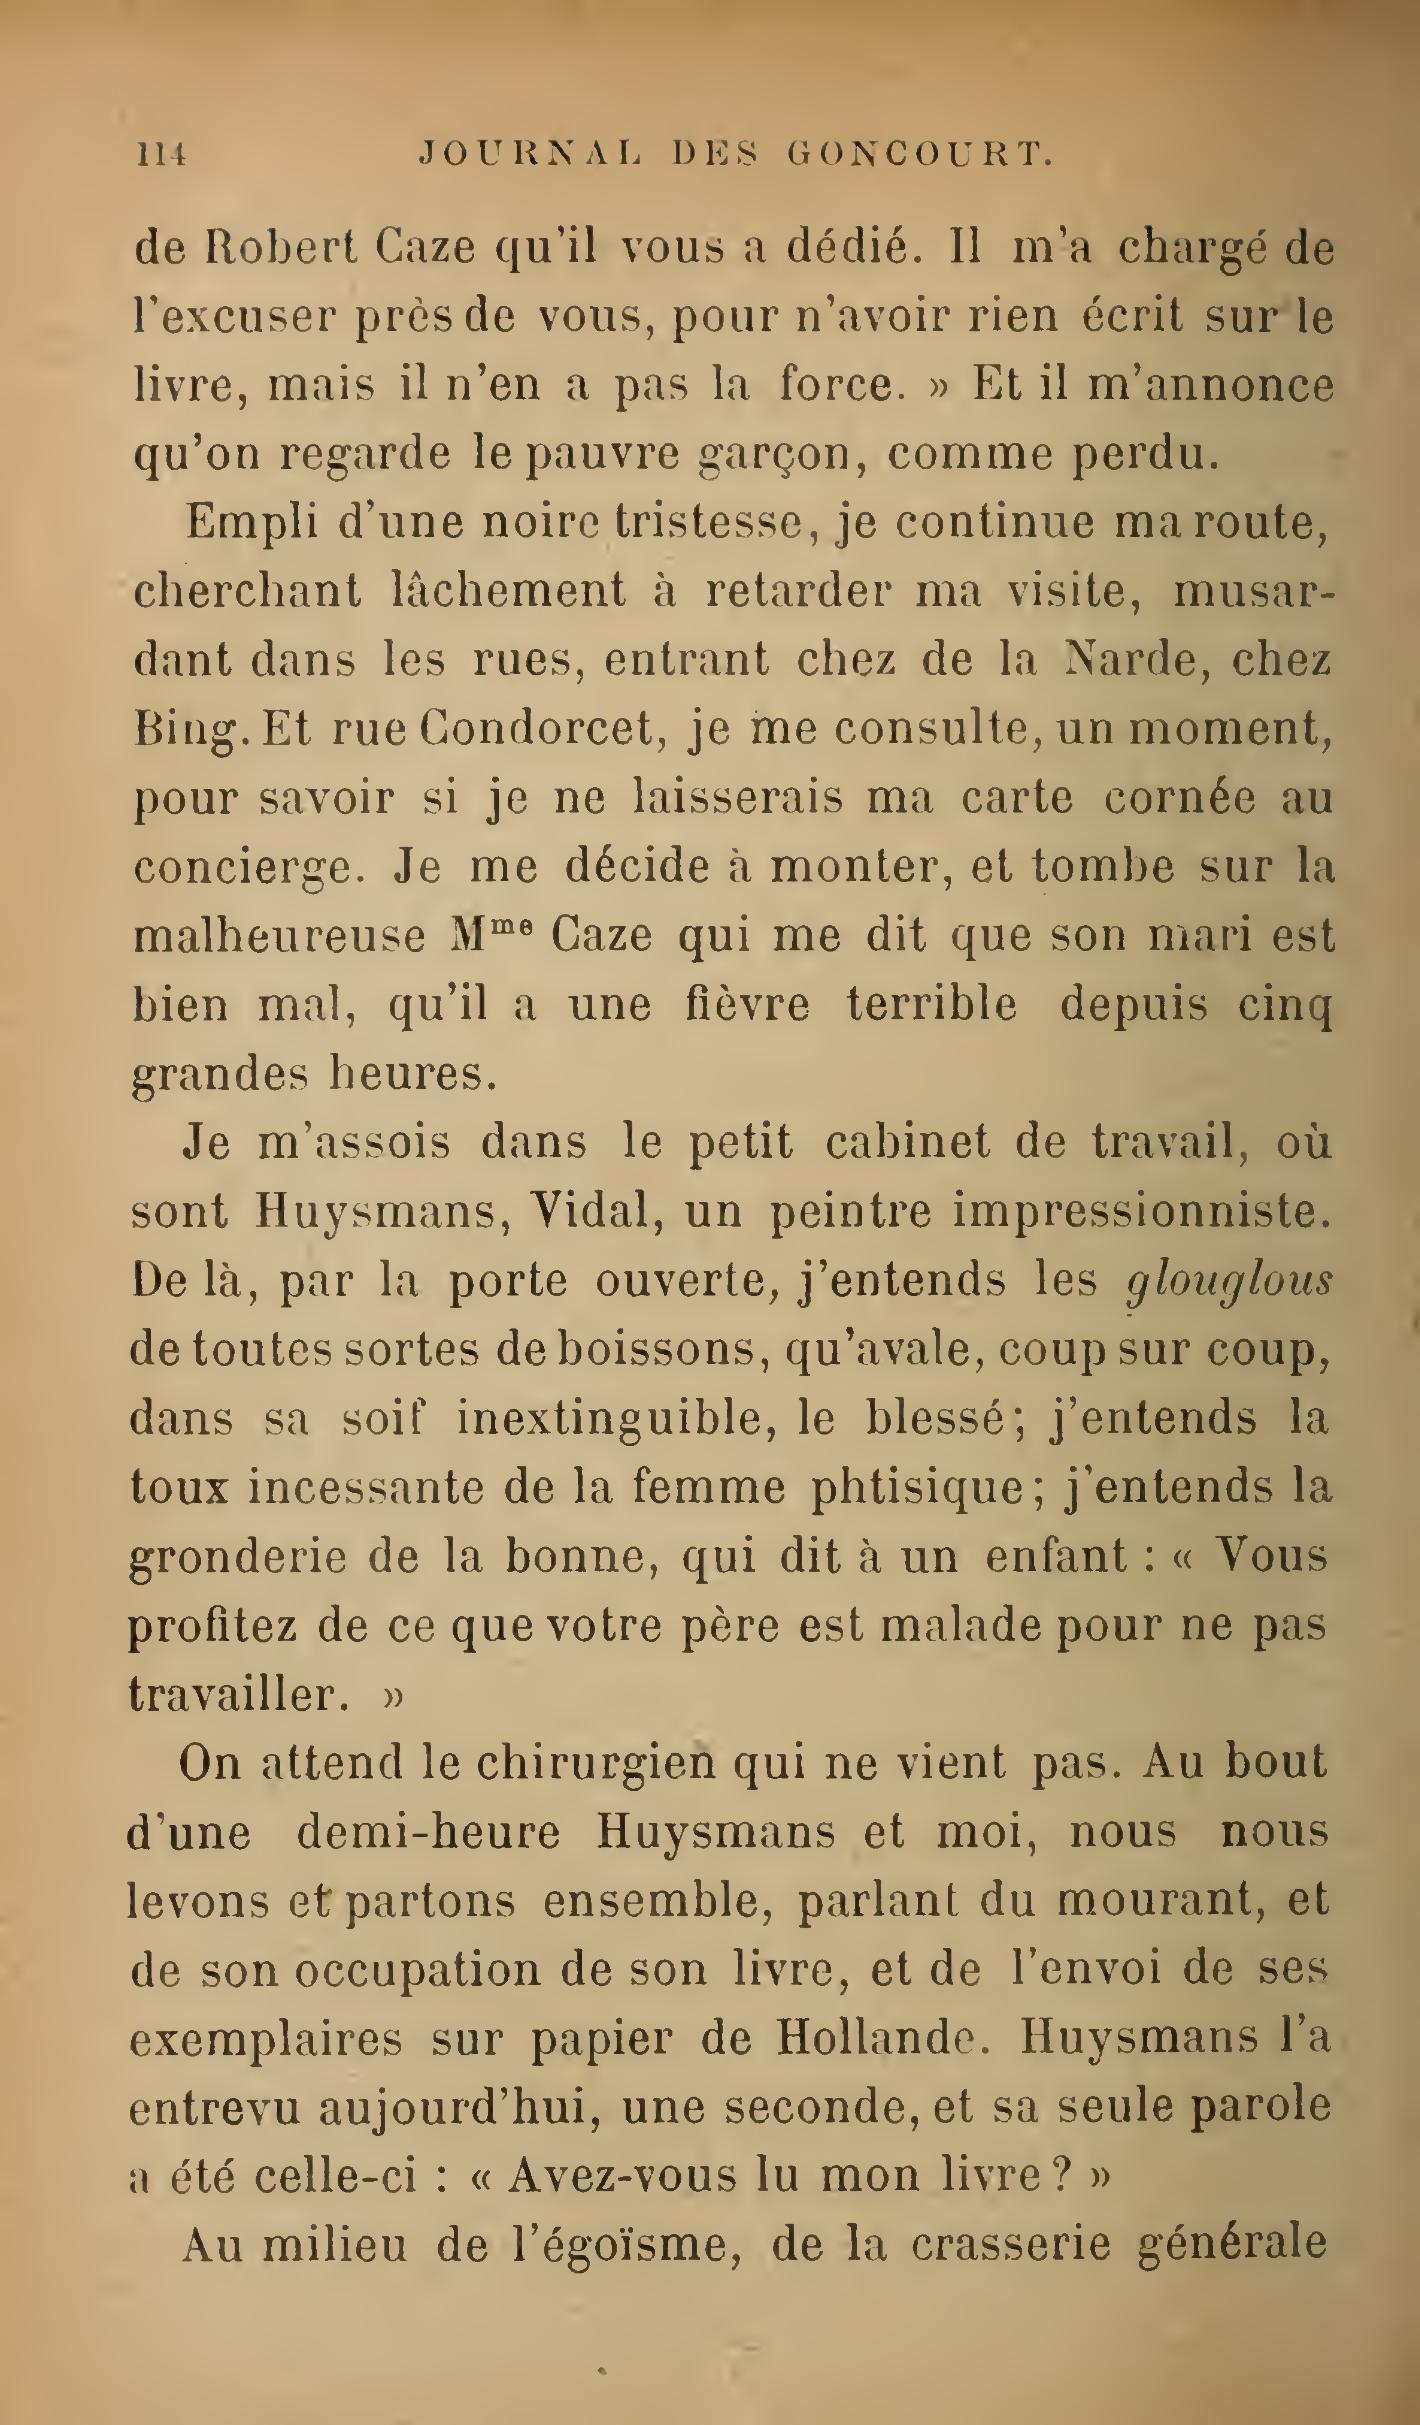 114 JOURNAL DES GONCOURT.
de Robert Caze qu'il vous a dédié. Il m'a chargé de
l'excuser près de vous, pour n'avoir rien écrit sur le
livre, mais il n'en a pas la force. » Et il m'annonce
qu'on regarde le pauvre garçon, comme perdu.
Empli d'une noire tristesse, je continue ma route,
cherchant lâchement à retarder ma visite, musar-
dant dans les rues, entrant chez de la Narde, chez
Bing. Et rue Condorcet, je me consulte, un moment,
pour savoir si je ne laisserais ma carte cornée au
concierge. Je me décide à monter, et tombe sur la
malheureuse Mme Caze qui me dit que son mari est
bien mal, qu'il a une fièvre terrible depuis cinq
grandes heures.
Je m'assois dans le petit cabinet de travail, où
sont Huysmans, Vidal, un peintre impressionniste.
De là, par la porte ouverte, j'entends les glouglous
de toutes sortes de boissons, qu'avale, coup sur coup,
dans sa soif inextinguible, le blessé; j'entends la
toux incessante de la femme phtisique; j'entends la
gronderie de la bonne, qui dit à un enfant : « Vous
profitez de ce que votre père est malade pour ne pas
travailler. »
On attend le chirurgien qui ne vient pas. Au bout
d'une demi-heure Huysmans et moi, nous nous
levons et partons ensemble, parlant du mourant, et
de son occupation de son livre, et de l'envoi de ses
exemplaires sur papier de Hollande. Huysmans l'a
entrevu aujourd'hui, une seconde, et sa seule parole
a été celle-ci : « Avez-vous lu mon livre? »
Au milieu de l'égoïsme, de la crasserie générale